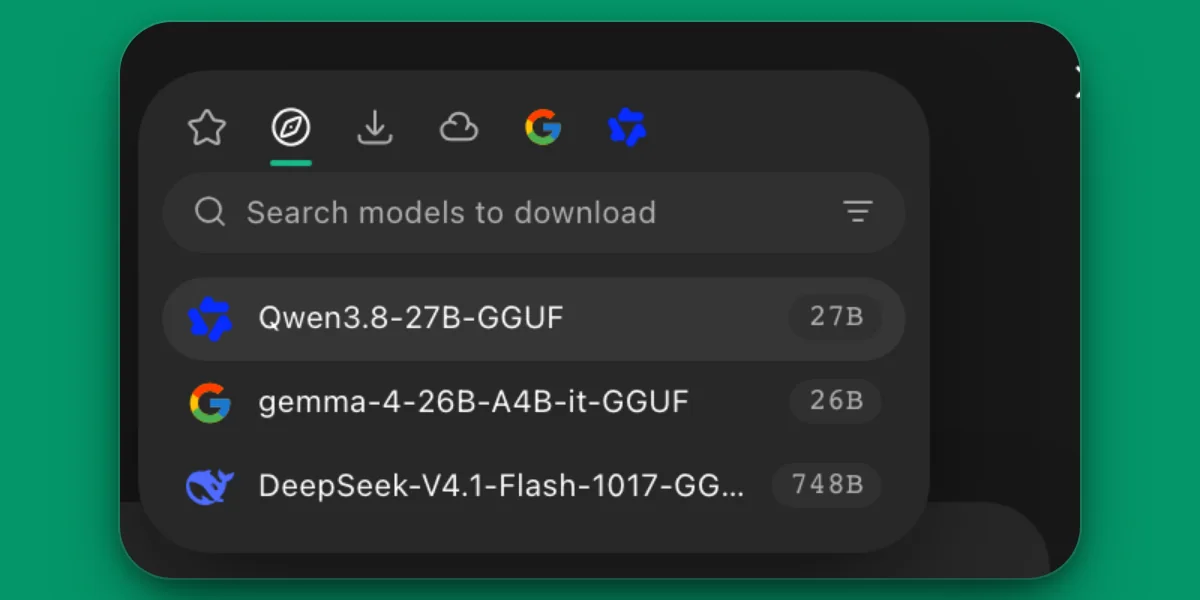 Search models to download
Qwen3.8-27B-GGUF 27B
gemma-4-26B-A4B-it-GGUF 26B
DeepSeek-V4.1-Flash-1017-GG... 748B